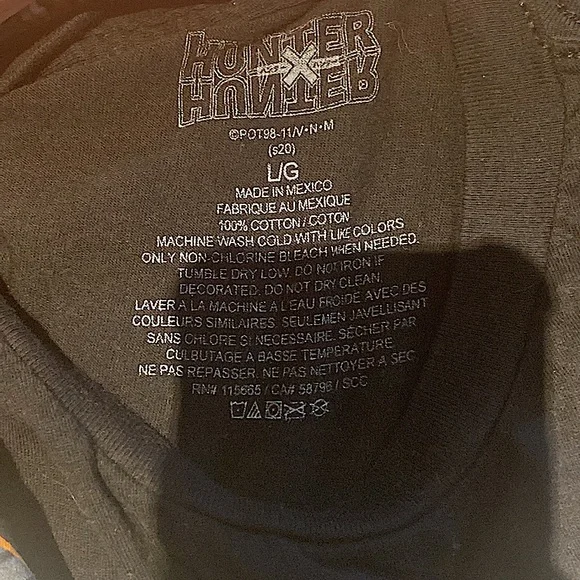 HUNTER
X
HUNTER
©POT98-11/V•N•M
(s20)
L/G
MADE IN MEXICO
FABRIQUE AU MEXIQUE
100% COTTON / COTON
MACHINE WASH COLD WITH LIKE COLORS
ONLY NON-CHLORINE BLEACH WHEN NEEDED.
TUMBLE DRY LOW. DO NOT IRON IF
DECORATED. DO NOT DRY CLEAN.
LAVER A LA MACHINE A L'EAU FROIDE AVEC DES
COULEURS SIMILAIRES. SEULEMEN JAVELLISANT
SANS CHLORE SI NECESSAIRE. SECHER PAR
CULBUTAGE A BASSE TEMPERATURE.
NE PAS REPASSER. NE PAS NETTOYER A SEC
RN# 115665 / CA# 58796 / SCC